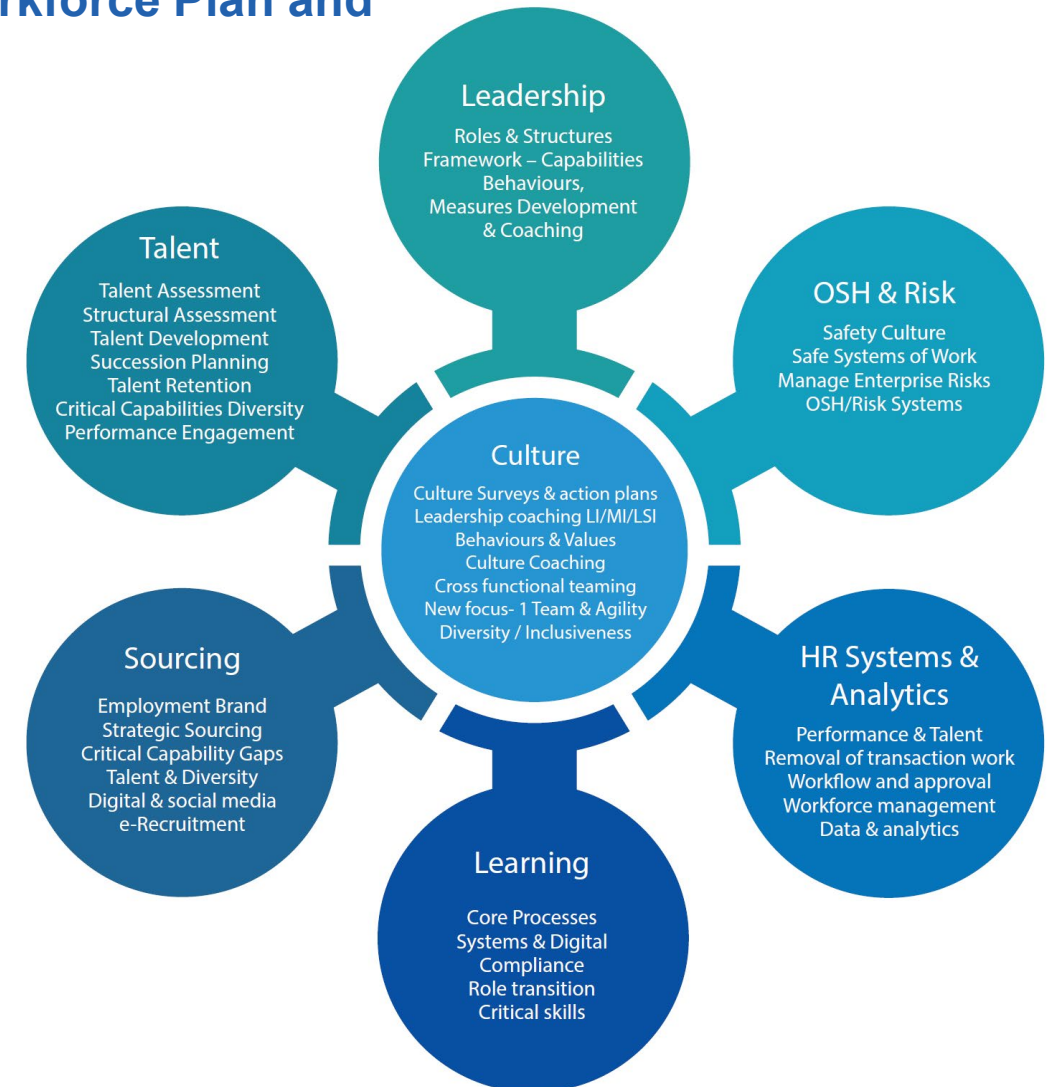 rkforce Plan and
Leadership
Roles & Structures
Framework – Capabilities
Behaviours,
Measures Development
& Coaching
OSH & Risk
Safety Culture
Safe Systems of Work
Manage Enterprise Risks
OSH/Risk Systems
HR Systems &
Analytics
Performance & Talent
Removal of transaction work
Workflow and approval
Workforce management
Data & analytics
Learning
Core Processes
Systems & Digital
Compliance
Role transition
Critical skills
Sourcing
Employment Brand
Strategic Sourcing
Critical Capability Gaps
Talent & Diversity
Digital & social media
e-Recruitment
Talent
Talent Assessment
Structural Assessment
Talent Development
Succession Planning
Talent Retention
Critical Capabilities Diversity
Performance Engagement
Culture
Culture Surveys & action plans
Leadership coaching LI/MI/LSI
Behaviours & Values
Culture Coaching
Cross functional teaming
New focus- 1 Team & Agility
Diversity / Inclusiveness